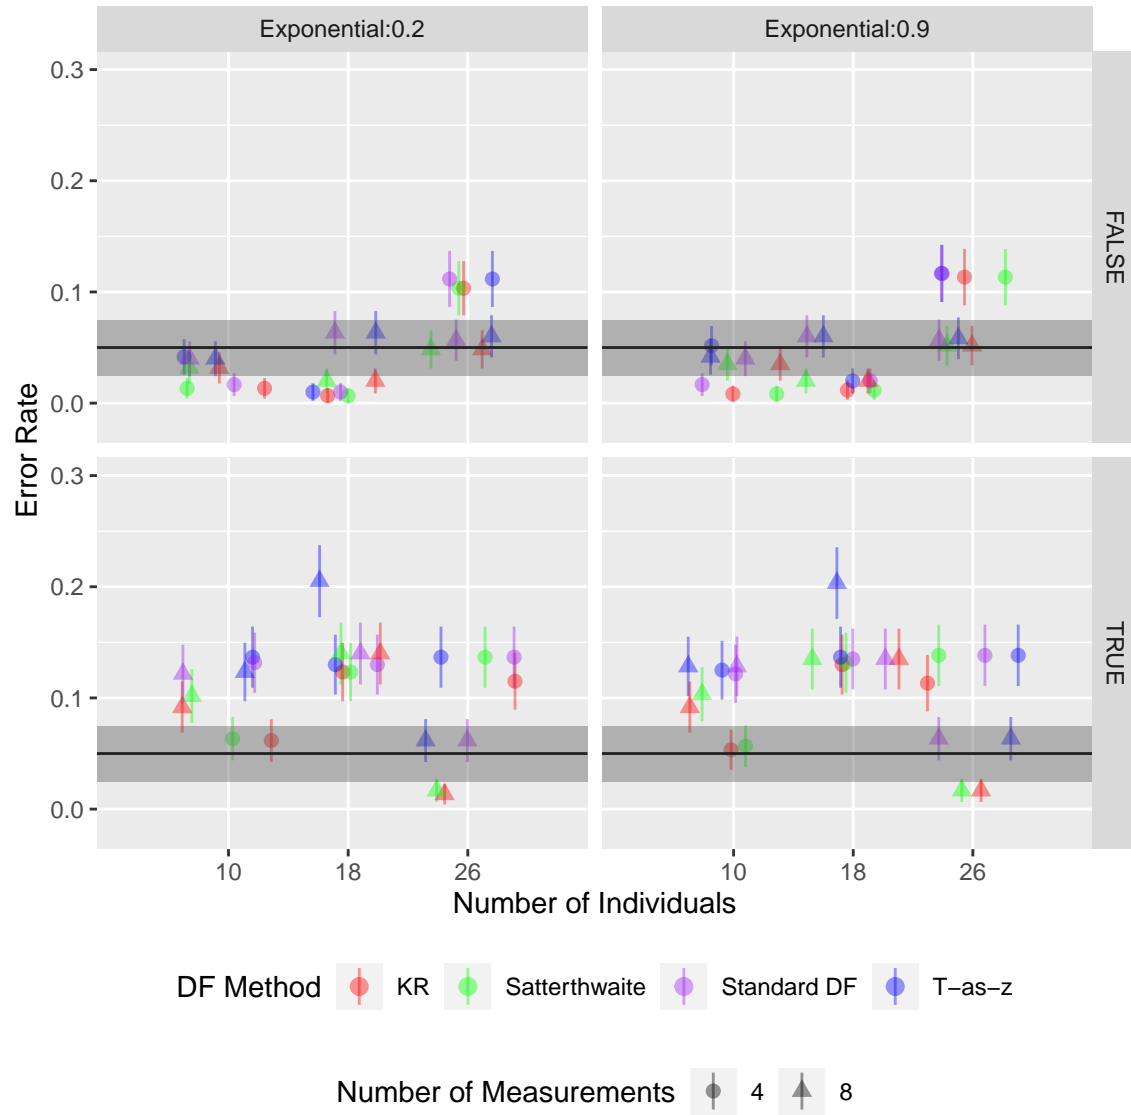 Exponential:0.2 Exponential:0.9
0.3
0.2
0.1
0.0
FALSE
Error Rate
0.3
0.2
0.1
0.0
TRUE
10 18 26 10 18 26
Number of Individuals
DF Method KR Satterthwaite Standard DF T−as−z
Number of Measurements 4 8